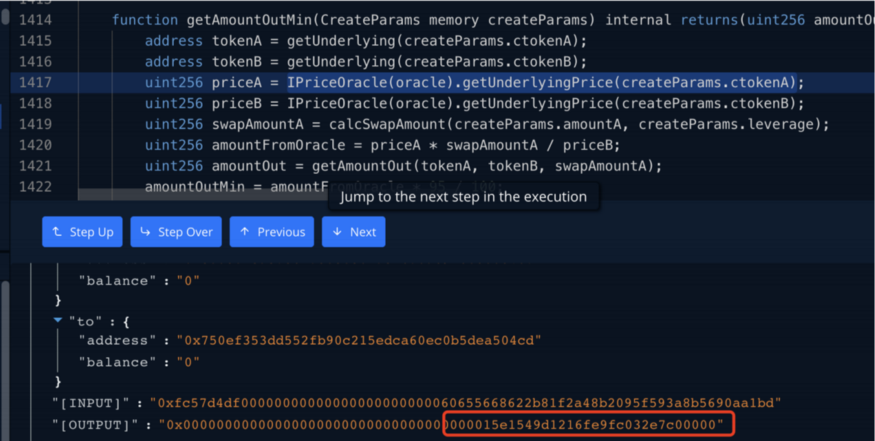 1414 function getAmountOutMin(CreateParams memory createParams) internal returns(uint256 amountOu
1415 address tokenA = getUnderlying(createParams.ctokenA);
1416 address tokenB = getUnderlying(createParams.ctokenB);
1417 uint256 priceA = IPriceOracle(oracle).getUnderlyingPrice(createParams.ctokenA);
1418 uint256 priceB = IPriceOracle(oracle).getUnderlyingPrice(createParams.ctokenB);
1419 uint256 swapAmountA = calcSwapAmount(createParams.amountA, createParams.leverage);
1420 uint256 amountFromOracle = priceA * swapAmountA / priceB;
1421 uint256 amountOut = getAmountOut(tokenA, tokenB, swapAmountA);
1422 amountOutMin = amountFromOracle * 95 / 100;
Jump to the next step in the execution
Step Up Step Over Previous Next
"balance" : "0"
}
"to" : {
"address" : "0x750ef353dd552fb90c215edca60ec0b5dea504cd"
"balance" : "0"
}
"[INPUT]" : "0xfc57d4df00000000000000000000000060655668622b81f2a48b2095f593a8b5690aa1bd"
"[OUTPUT]" : "0x00000000000000000000000000000000000015e1549d1216fe9fc032e7c00000"